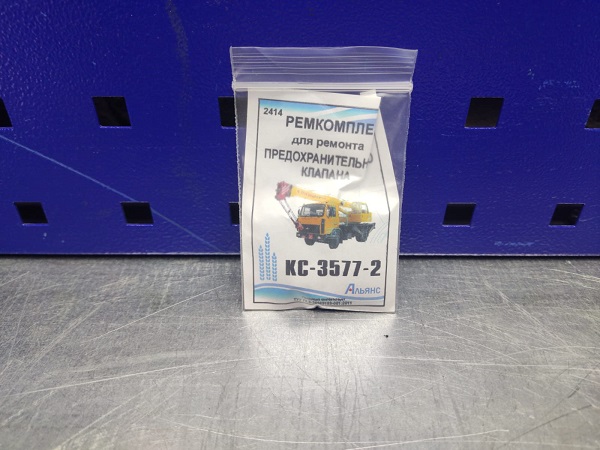 2414
РЕМКОМПЛЕ
для ремонта
ПРЕДОХРАНИТЕЛЬН
КЛАПАНА
КС-3577-2
АЛЬЯНС